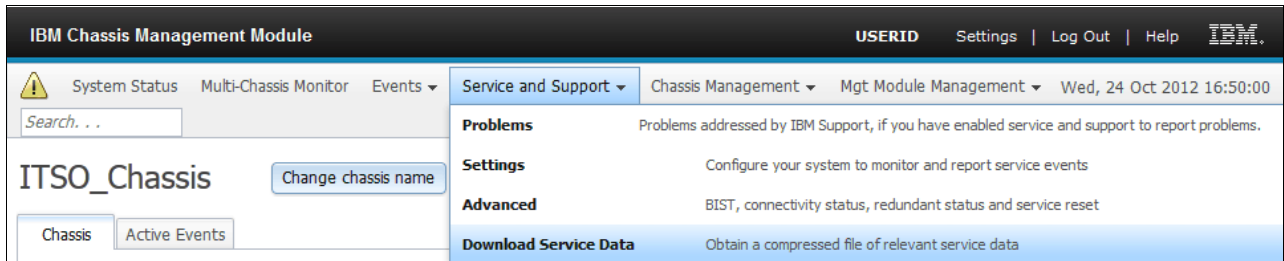 IBM Chassis Management Module USERID Settings | Log Out | Help IBM.
System Status Multi-Chassis Monitor Events Service and Support Chassis Management Mgt Module Management Wed, 24 Oct 2012 16:50:00
Search. . .
Problems Problems addressed by IBM Support, if you have enabled service and support to report problems.
Settings Configure your system to monitor and report service events
ITSO_Chassis Change chassis name
Advanced BIST, connectivity status, redundant status and service reset
Chassis Active Events
Download Service Data Obtain a compressed file of relevant service data